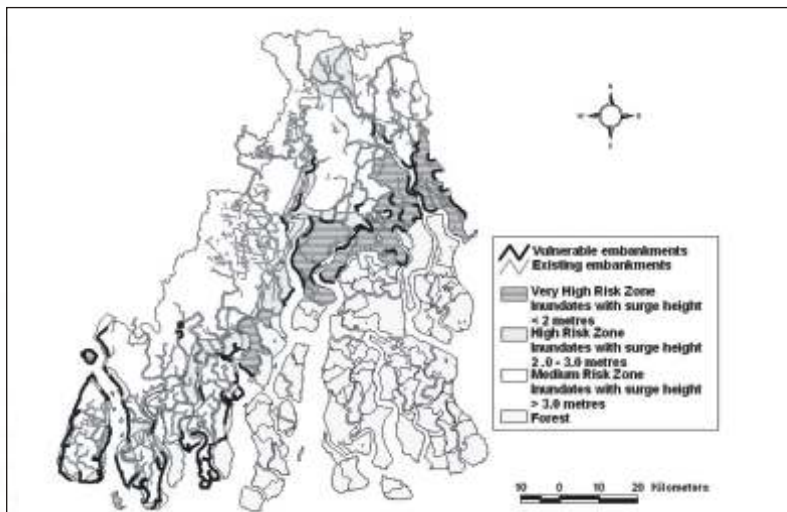 N
W E
S
Vulnerable embankments
Existing embankments
Very High Risk Zone
Inundates with surge height
< 2 metres
High Risk Zone
Inundates with surge height
2 .0 - 3.0 metres
Medium Risk Zone
Inundates with surge height
> 3.0 metres
Forest
10 0 10 20 Kilometers